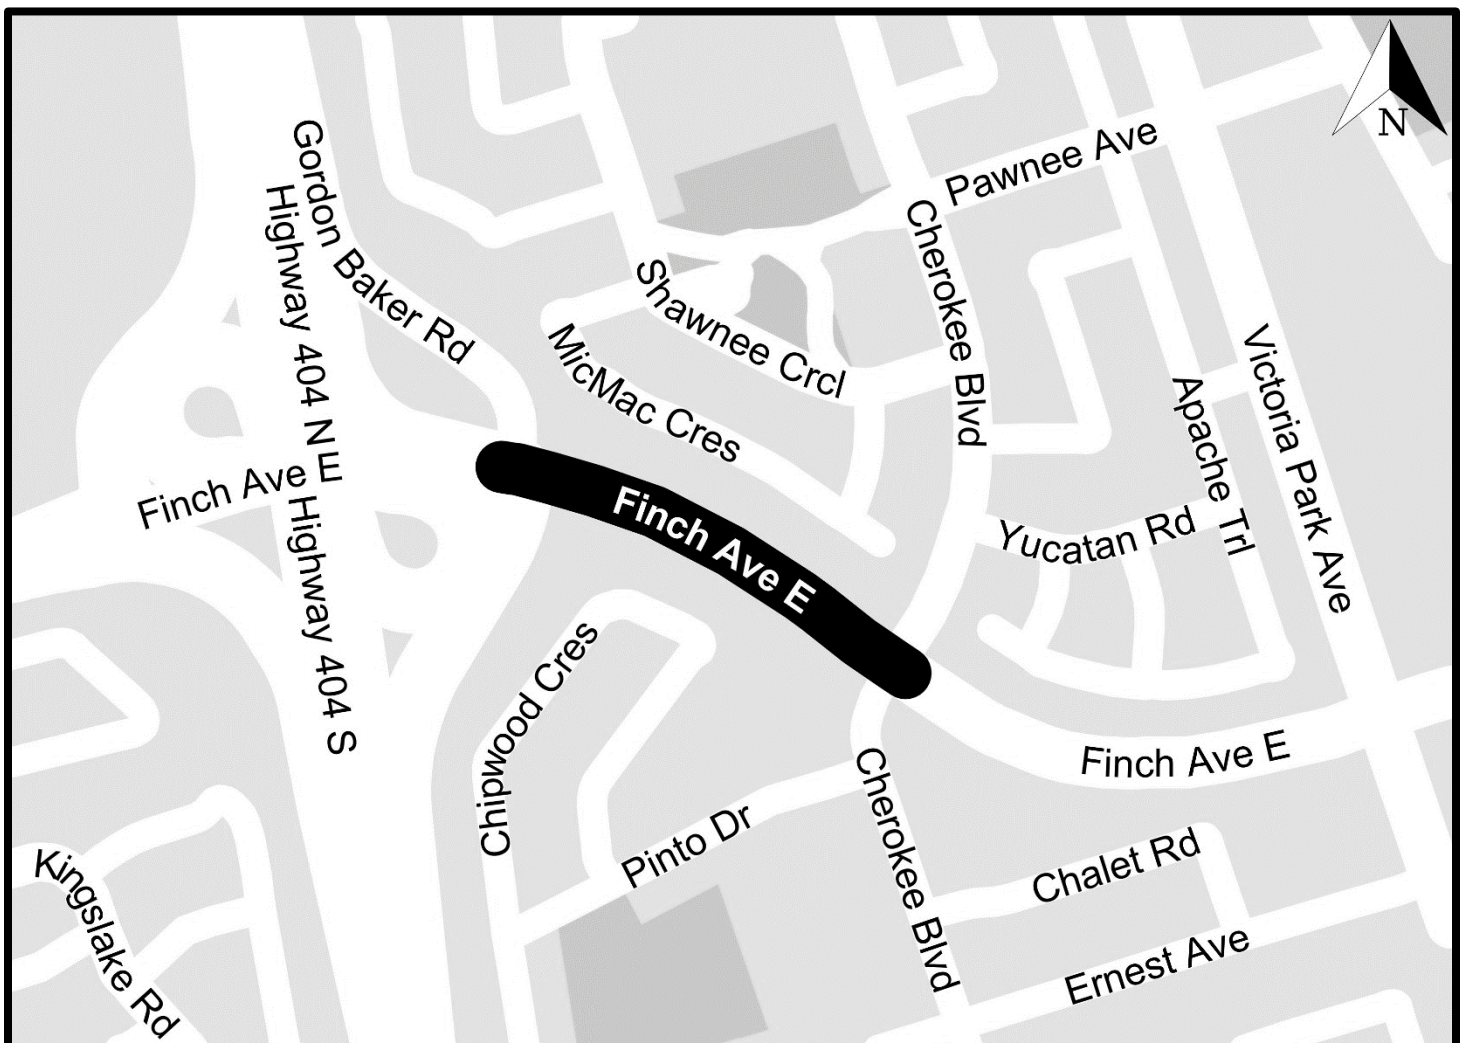 N
Gordon Baker Rd
Highway 404 N
Pawnee Ave
Cherokee Blvd
Shawnee Crcl
MicMac Cres
Victoria Park Ave
Apache Trl
Finch Ave E
Highway 404 S
Finch Ave E
Yucatan Rd
Chipwood Cres
Finch Ave E
Cherokee Blvd
Pinto Dr
Chalet Rd
Kingslake Rd
Ernest Ave